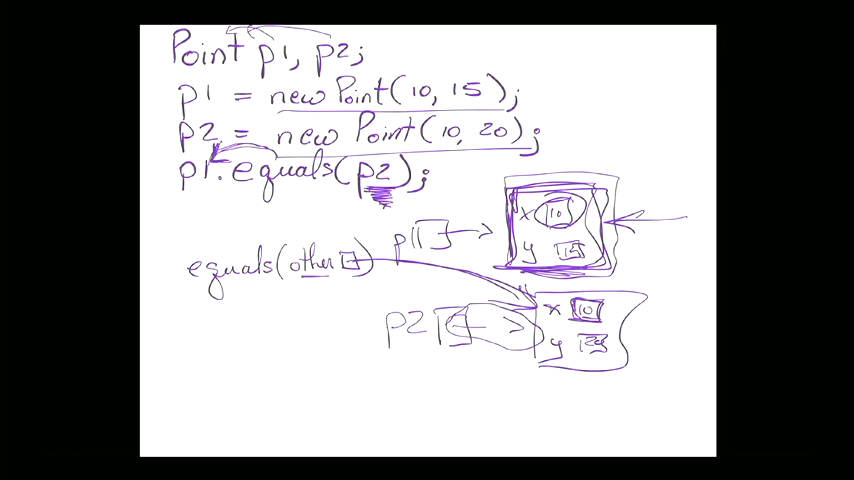 Point p1, p2;
p1 = new Point(10, 15);
p2 = new Point(10, 20);
p1.equals(p2);
p1
x 10
y 15
equals(other )
p2
x 10
y 20